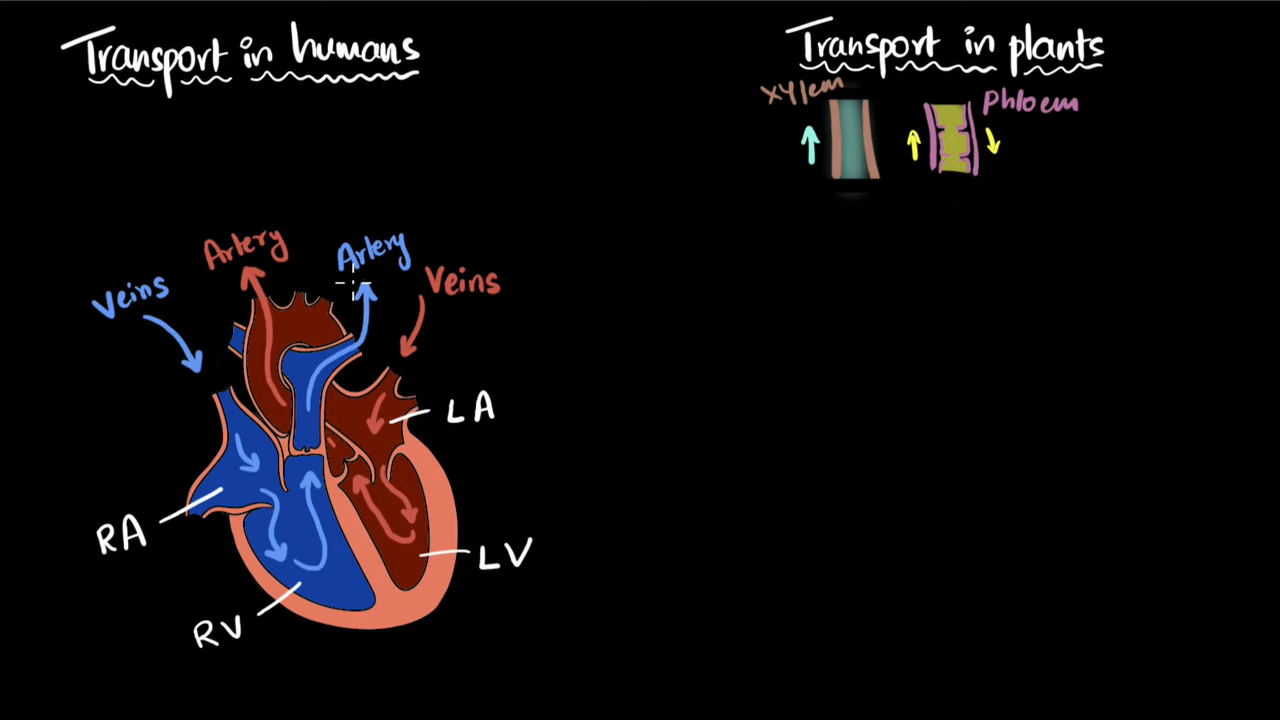 Transport in humans
Transport in plants
Xylem
Phloem
Artery
Artery
Veins
Veins
LA
RA
LV
RV